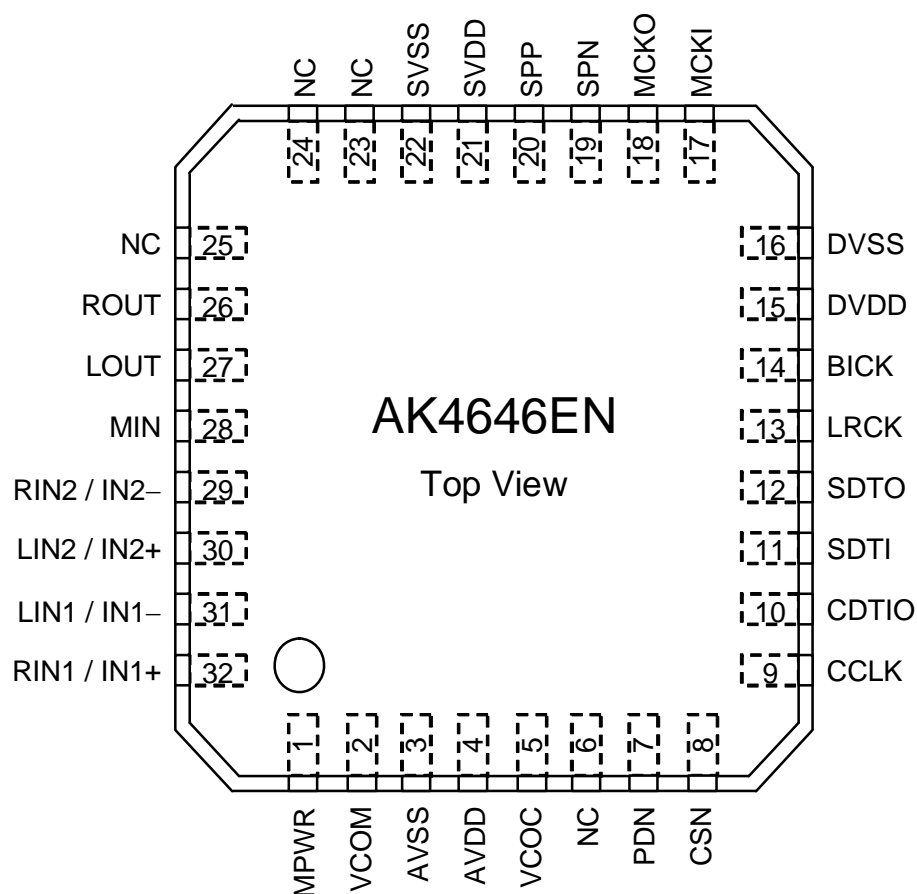 NC
NC
SVSS
SVDD
SPP
SPN
MCKO
MCKI
24
23
22
21
20
19
18
17
NC 25
16 DVSS
ROUT 26
15 DVDD
LOUT 27
14 BICK
MIN 28
13 LRCK
RIN2 / IN2−
29
12 SDTO
LIN2 / IN2+
30
11 SDTI
LIN1 / IN1−
31
10 CDTIO
RIN1 / IN1+
32
9 CCLK
AK4646EN
Top View
1
2
3
4
5
6
7
8
MPWR
VCOM
AVSS
AVDD
VCOC
NC
PDN
CSN